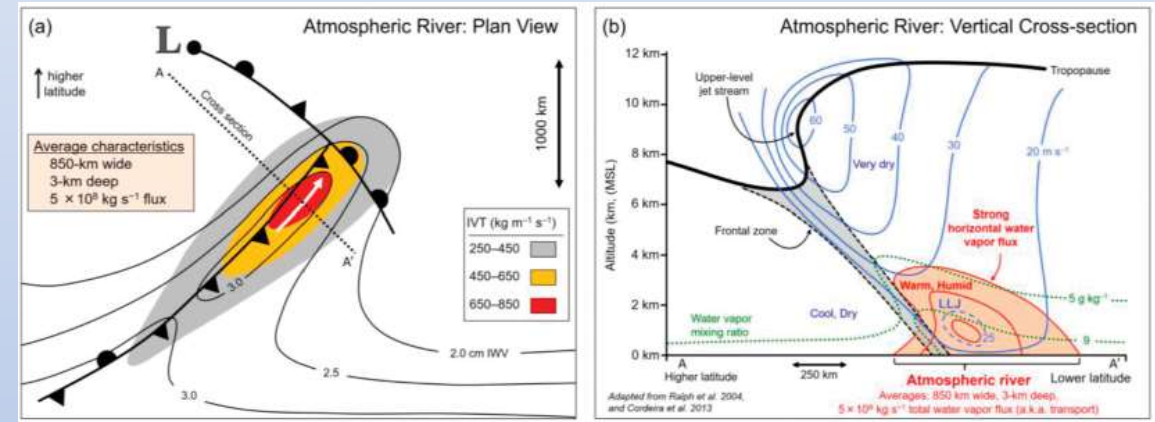 (a)
Atmospheric River: Plan View
L
higher
latitude
A
Cross section
1000 km
Average characteristics
850-km wide
3-km deep
5 × 10⁸ kg s⁻¹ flux
IVT (kg m⁻¹ s⁻¹)
250–450
450–650
650–850
A'
3.0
2.0 cm IWV
2.5
3.0
(b)
Atmospheric River: Vertical Cross-section
12 km
Tropopause
Upper-level
jet stream
10 km
60
50
40
30
20 m s⁻¹
8 km
Very dry
Altitude (km, (MSL)
6 km
Frontal zone
Strong
horizontal water
vapor flux
4 km
Warm, Humid
5 g kg⁻¹
2 km
Cool, Dry
LLJ
Water vapor
mixing ratio
25
9
0 km
A
A'
Higher latitude
250 km
Lower latitude
Atmospheric river
Averages: 850 km wide, 3-km deep,
5 × 10⁸ kg s⁻¹ total water vapor flux (a.k.a. transport)
Adapted from Ralph et al. 2004,
and Cordeira et al. 2013